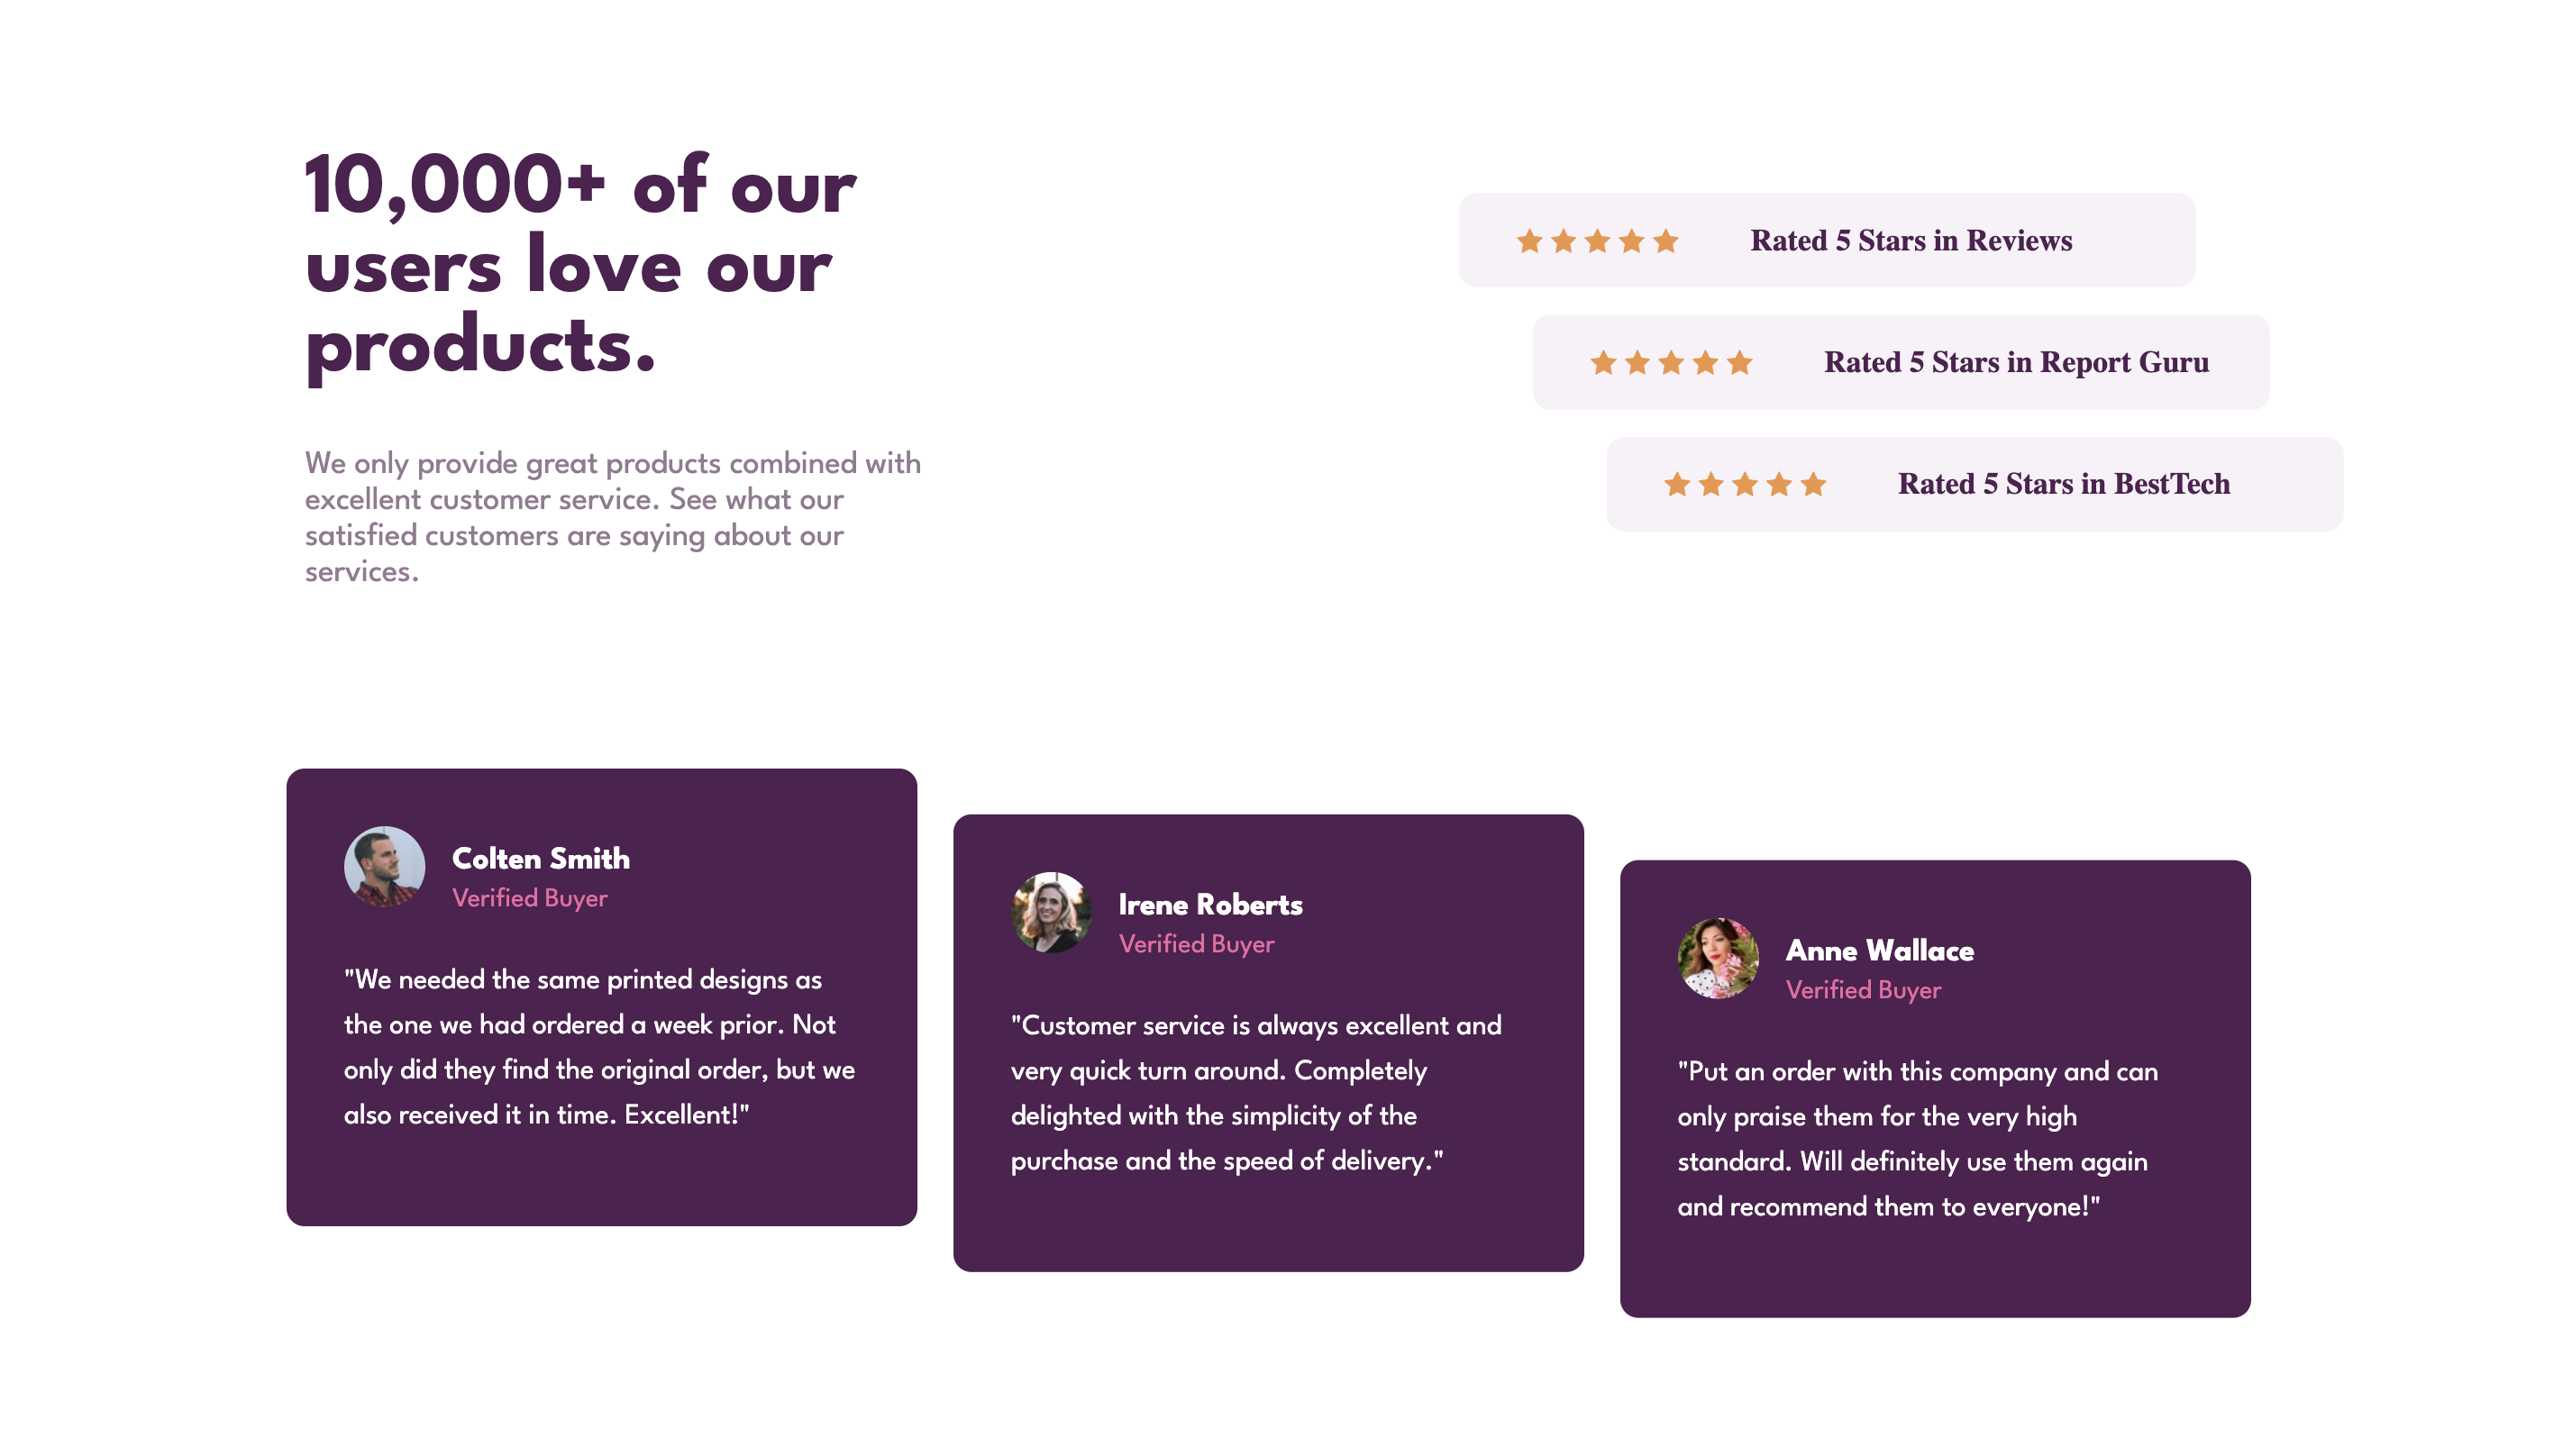 10,000+ of our
users love our
products.
We only provide great products combined with
excellent customer service. See what our
satisfied customers are saying about our
services.
Rated 5 Stars in Reviews
Rated 5 Stars in Report Guru
Rated 5 Stars in BestTech
Colten Smith
Verified Buyer
"We needed the same printed designs as
the one we had ordered a week prior. Not
only did they find the original order, but we
also received it in time. Excellent!"
Irene Roberts
Verified Buyer
"Customer service is always excellent and
very quick turn around. Completely
delighted with the simplicity of the
purchase and the speed of delivery."
Anne Wallace
Verified Buyer
"Put an order with this company and can
only praise them for the very high
standard. Will definitely use them again
and recommend them to everyone!"